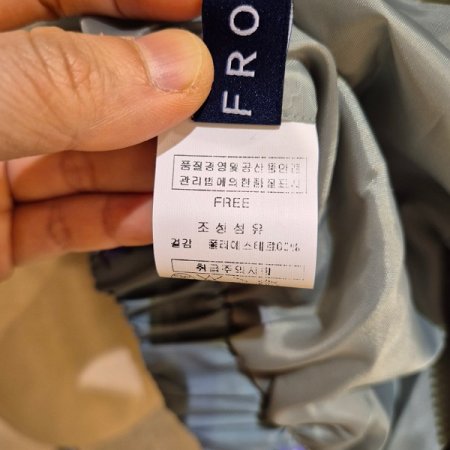 FRO
품질경영및공산품안전
관리법에의한품질표시
FREE
조성섬유
겉감 폴리에스테르100%
취급주의사항